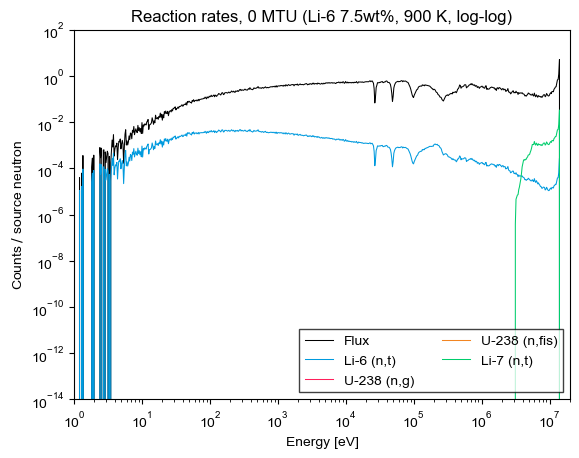 Reaction rates, 0 MTU (Li-6 7.5wt%, 900 K, log-log)
Counts / source neutron
10^2
10^0
10^−2
10^−4
10^−6
10^−8
10^−10
10^−12
10^−14
Flux
Li-6 (n,t)
U-238 (n,g)
U-238 (n,fis)
Li-7 (n,t)
10^0 10^1 10^2 10^3 10^4 10^5 10^6 10^7
Energy [eV]